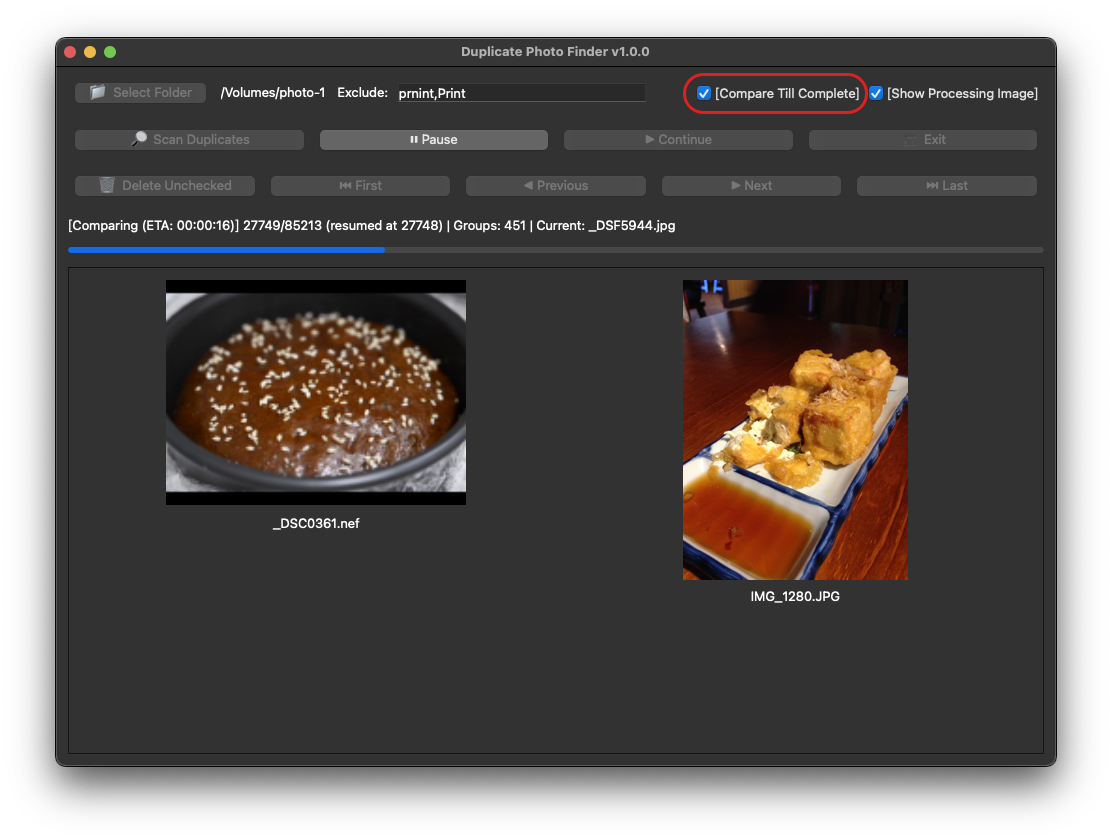 Duplicate Photo Finder v1.0.0
Select Folder /Volumes/photo-1 Exclude: prnint,Print [Compare Till Complete] [Show Processing Image]
Scan Duplicates Pause Continue Exit
Delete Unchecked First Previous Next Last
[Comparing (ETA: 00:00:16)] 27749/85213 (resumed at 27748) | Groups: 451 | Current: _DSF5944.jpg
_DSC0361.nef
IMG_1280.JPG